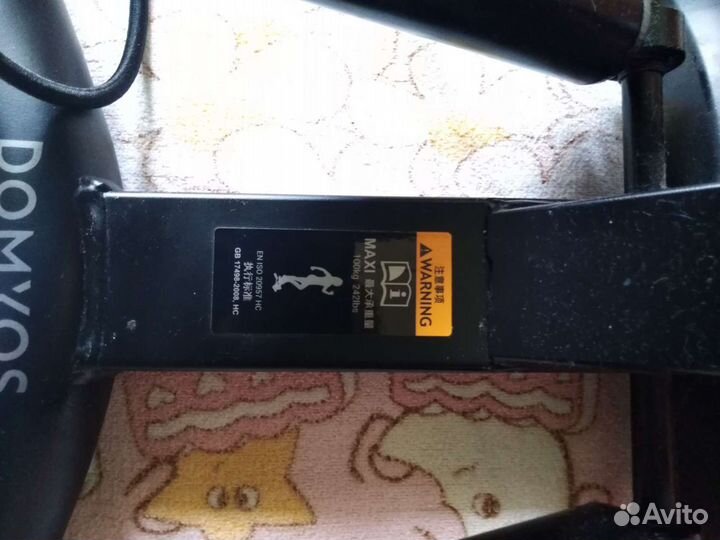 DOMYOS
注意事项
WARNING
MAXI 最大承重量
100kg 242lbs
EN ISO 20957 HC
执行标准
GB 17498-2008, HC
Avito